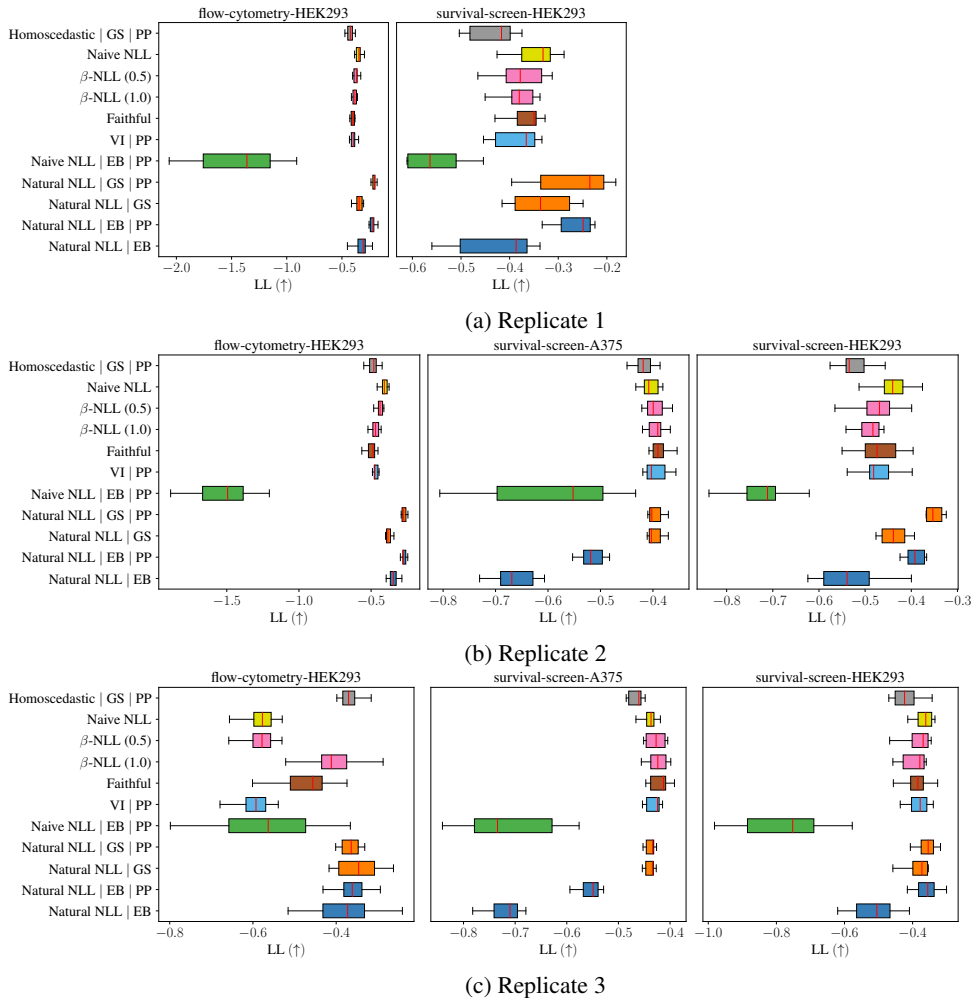 flow-cytometry-HEK293 survival-screen-HEK293
Homoscedastic | GS | PP
Naive NLL
β-NLL (0.5)
β-NLL (1.0)
Faithful
VI | PP
Naive NLL | EB | PP
Natural NLL | GS | PP
Natural NLL | GS
Natural NLL | EB | PP
Natural NLL | EB
−2.0 −1.5 −1.0 −0.5 −0.6 −0.5 −0.4 −0.3 −0.2
LL (↑) LL (↑)
(a) Replicate 1
flow-cytometry-HEK293 survival-screen-A375 survival-screen-HEK293
Homoscedastic | GS | PP
Naive NLL
β-NLL (0.5)
β-NLL (1.0)
Faithful
VI | PP
Naive NLL | EB | PP
Natural NLL | GS | PP
Natural NLL | GS
Natural NLL | EB | PP
Natural NLL | EB
−1.5 −1.0 −0.5 −0.8 −0.7 −0.6 −0.5 −0.4 −0.8 −0.7 −0.6 −0.5 −0.4 −0.3
LL (↑) LL (↑) LL (↑)
(b) Replicate 2
flow-cytometry-HEK293 survival-screen-A375 survival-screen-HEK293
Homoscedastic | GS | PP
Naive NLL
β-NLL (0.5)
β-NLL (1.0)
Faithful
VI | PP
Naive NLL | EB | PP
Natural NLL | GS | PP
Natural NLL | GS
Natural NLL | EB | PP
Natural NLL | EB
−0.8 −0.6 −0.4 −0.8 −0.7 −0.6 −0.5 −0.4 −1.0 −0.8 −0.6 −0.4
LL (↑) LL (↑) LL (↑)
(c) Replicate 3